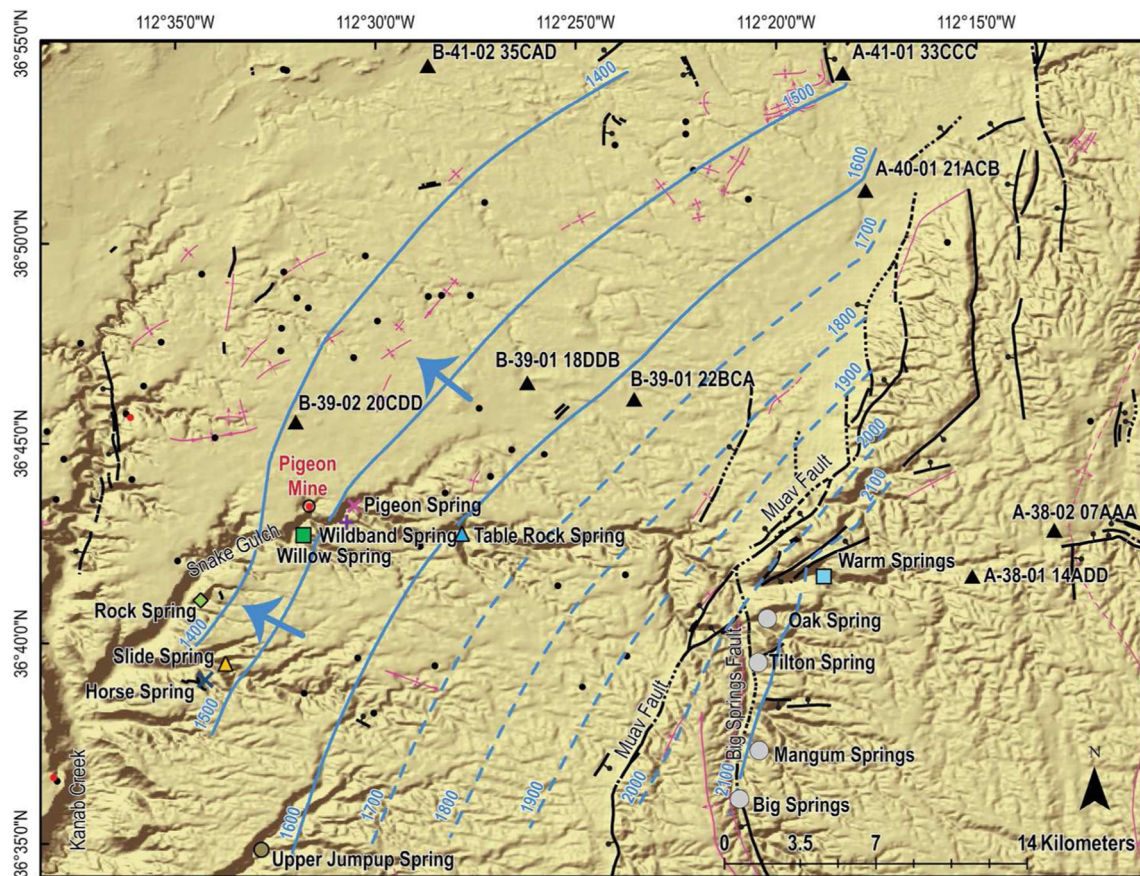 112°35'0"W 112°30'0"W 112°25'0"W 112°20'0"W 112°15'0"W
36°55'0"N
B-41-02 35CAD
A-41-01 33CCC
1400
1500
1600
A-40-01 21ACB
36°50'0"N
1700
1800
B-39-01 18DDB
B-39-01 22BCA
1900
B-39-02 20CDD
2000
36°45'0"N
Pigeon
Mine
2100
Muav Fault
Pigeon Spring
A-38-02 07AAA
Snake Gulch
Wildband Spring
Table Rock Spring
Willow Spring
Warm Springs
A-38-01 14ADD
Rock Spring
Oak Spring
1400
36°40'0"N
Slide Spring
Tilton Spring
Horse Spring
Big Springs Fault
1500
Muav Fault
Mangum Springs
N
Kanab Creek
2100
2000
1900
1800
1700
1600
Big Springs
36°35'0"N
0 3.5 7 14 Kilometers
Upper Jumpup Spring